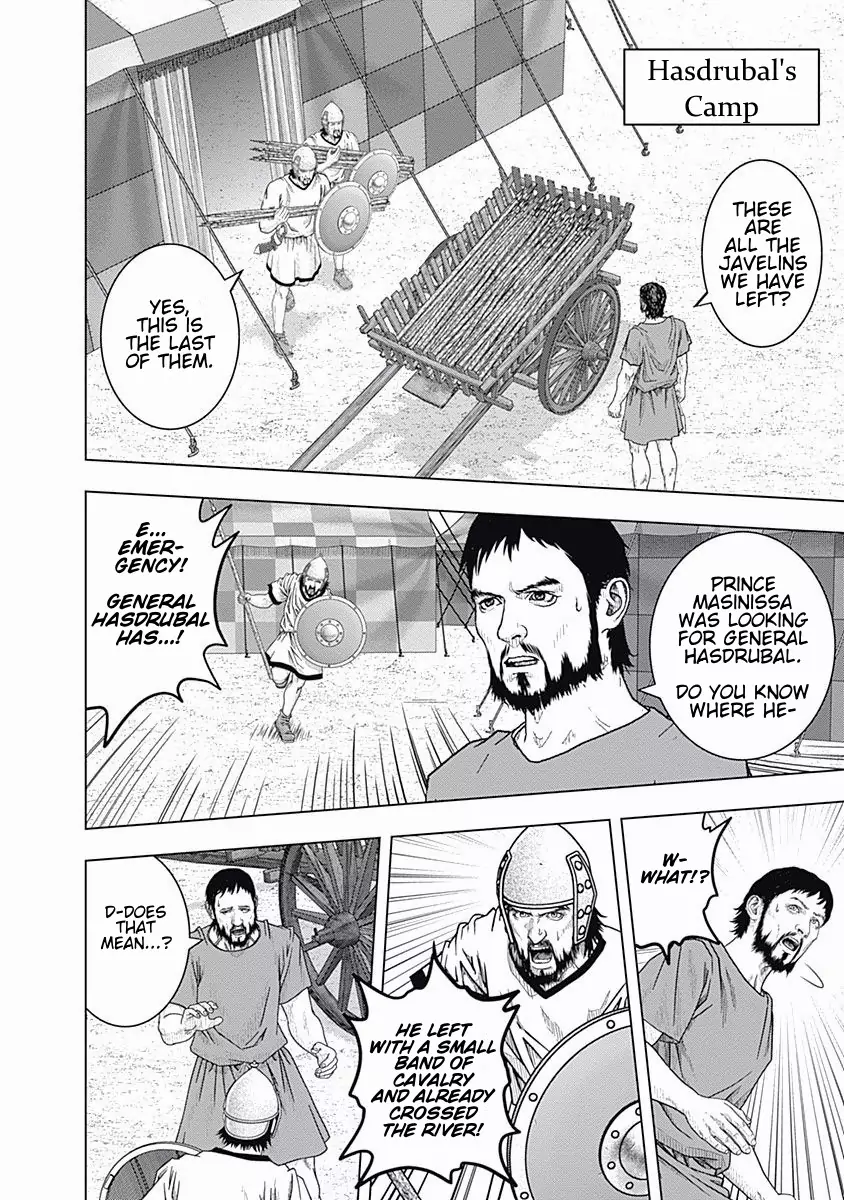 Hasdrubal's
Camp
THESE
ARE
ALL THE
JAVELINS
WE HAVE
LEFT?
YES,
THIS IS
THE LAST
OF THEM.
PRINCE
MASINISSA
WAS LOOKING
FOR GENERAL
HASDRUBAL.
DO YOU KNOW
WHERE HE-
E...
EMER-
GENCY!
GENERAL
HASDRUBAL
HAS...!
W-
WHAT!?
HE LEFT
WITH A SMALL
BAND OF
CAVALRY
AND ALREADY
CROSSED
THE RIVER!
D-DOES
THAT
MEAN...?